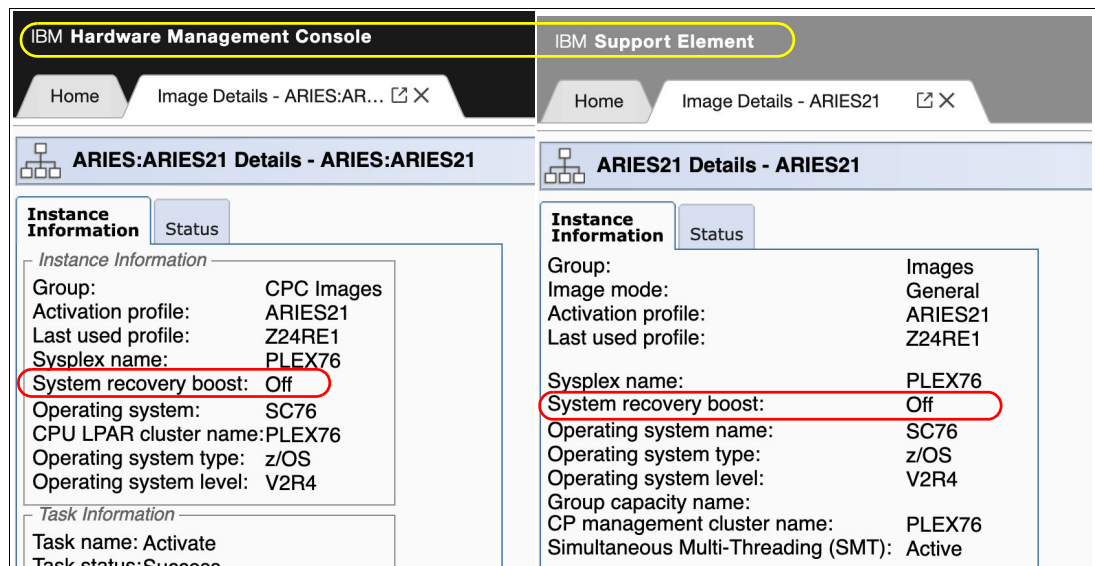 IBM Hardware Management Console
Home
Image Details - ARIES:AR...
ARIES:ARIES21 Details - ARIES:ARIES21
Instance Information
Status
Instance Information
Group: CPC Images
Activation profile: ARIES21
Last used profile: Z24RE1
Sysplex name: PLEX76
System recovery boost: Off
Operating system: SC76
CPU LPAR cluster name: PLEX76
Operating system type: z/OS
Operating system level: V2R4
Task Information
Task name: Activate
Task status: Success
IBM Support Element
Home
Image Details - ARIES21
ARIES21 Details - ARIES21
Instance Information
Status
Group: Images
Image mode: General
Activation profile: ARIES21
Last used profile: Z24RE1
Sysplex name: PLEX76
System recovery boost: Off
Operating system name: SC76
Operating system type: z/OS
Operating system level: V2R4
Group capacity name:
CP management cluster name: PLEX76
Simultaneous Multi-Threading (SMT): Active